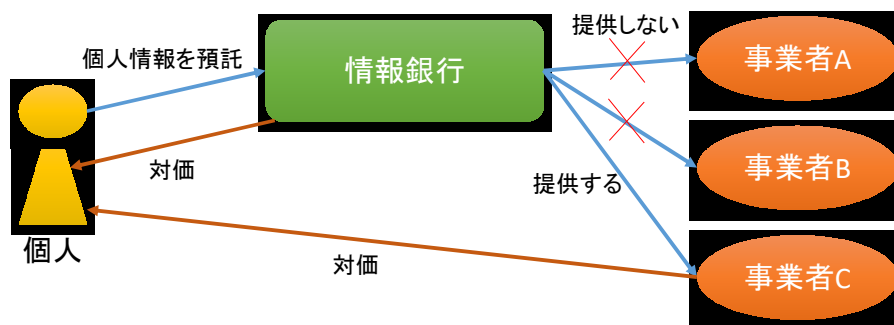 提供しない
個人情報を預託
情報銀行
事業者A
対価
提供する
事業者B
個人
対価
事業者C